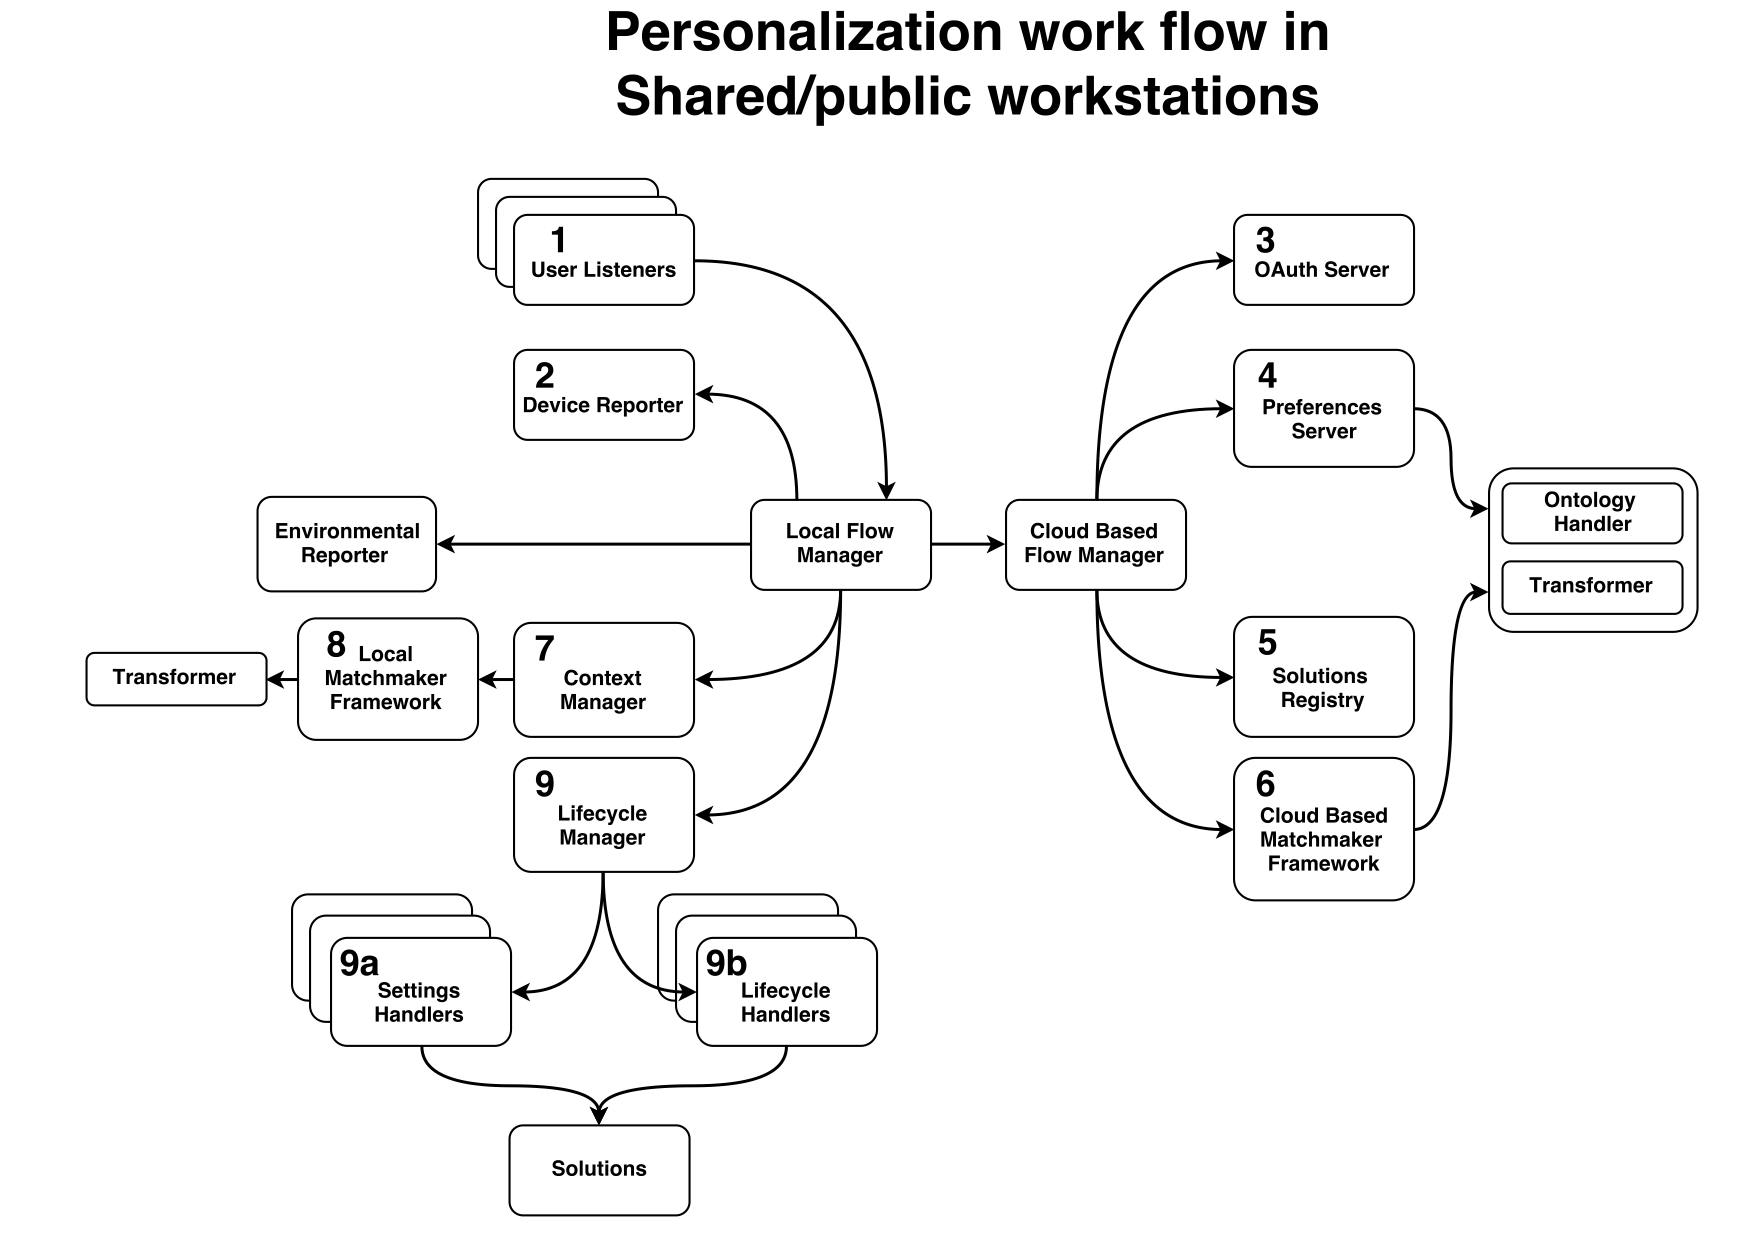 Personalization work flow in
Shared/public workstations
1
User Listeners
3
OAuth Server
2
Device Reporter
4
Preferences
Server
Environmental
Reporter
Local Flow
Manager
Cloud Based
Flow Manager
Ontology
Handler
Transformer
Transformer
8 Local
Matchmaker
Framework
7
Context
Manager
5
Solutions
Registry
9
Lifecycle
Manager
6
Cloud Based
Matchmaker
Framework
9a
Settings
Handlers
9b
Lifecycle
Handlers
Solutions